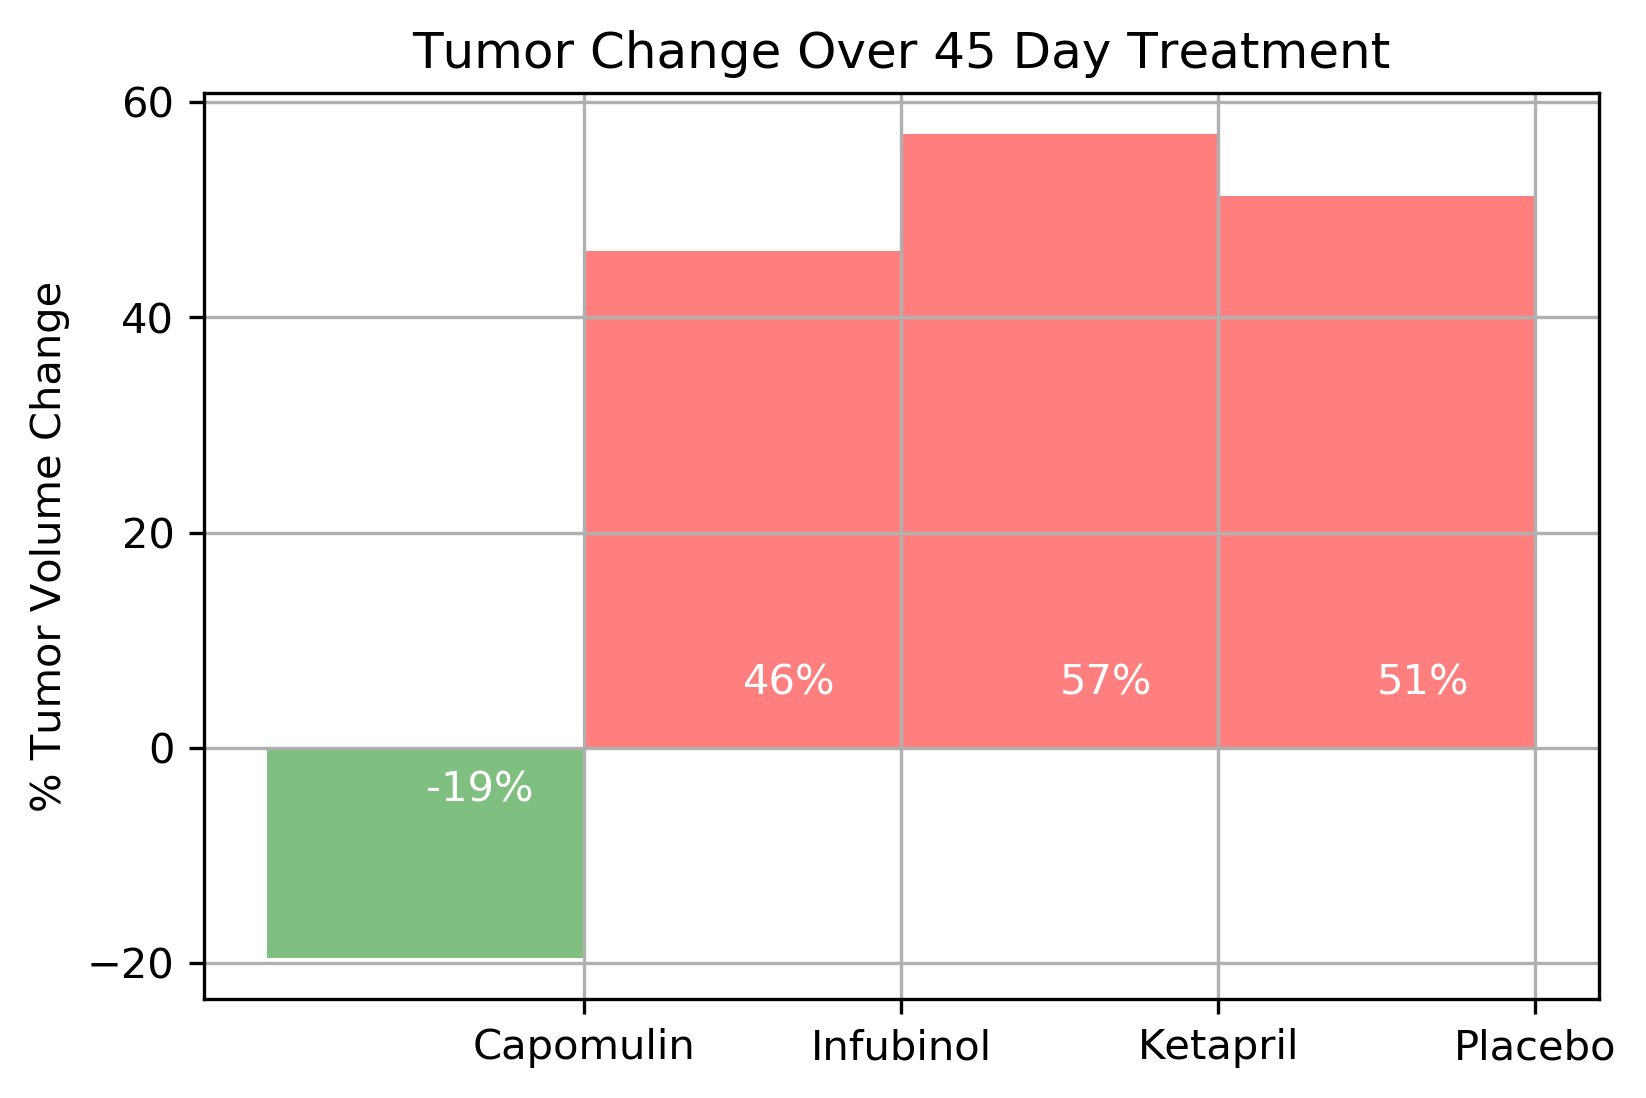 Tumor Change Over 45 Day Treatment
% Tumor Volume Change
60
40
20
0
−20
46%
57%
51%
-19%
Capomulin
Infubinol
Ketapril
Placebo